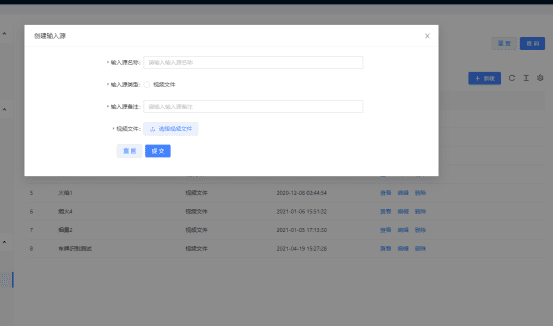 创建输入源
* 输入源名称: 请输入输入源名称
* 输入源类型: 视频文件
* 输入源备注: 请输入输入源备注
* 视频文件: 选择视频文件
重置 提交
重置 查询
+ 新建
5 火焰1 视频文件 查看 编辑 删除
6 烟火4 视频文件 2021-01-06 15:51:32 查看 编辑 删除
7 烟雾2 视频文件 2021-01-05 17:13:30 查看 编辑 删除
8 车牌识别测试 视频文件 2021-04-19 15:27:28 查看 编辑 删除